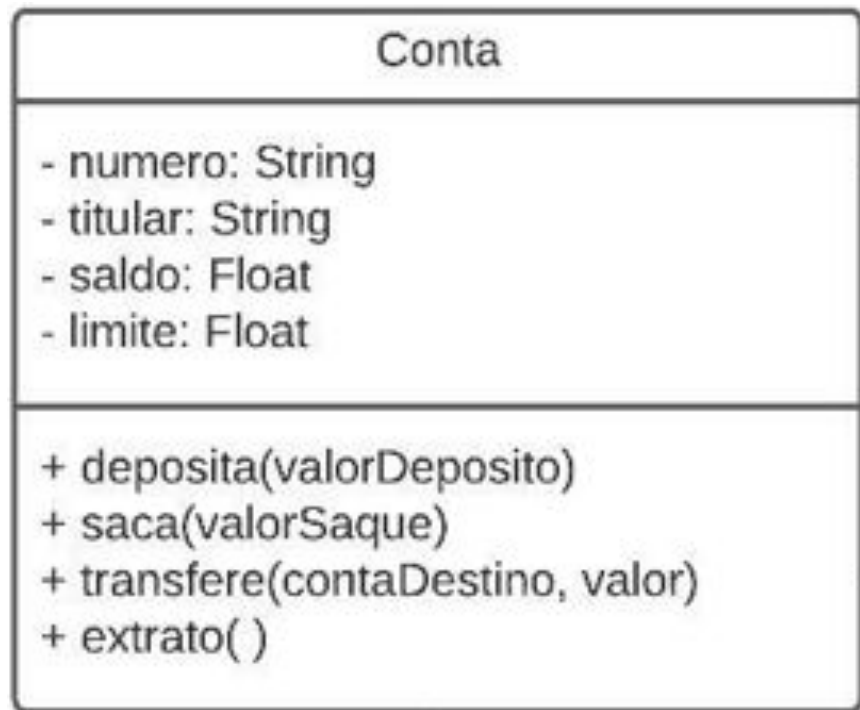 Conta
- numero: String
- titular: String
- saldo: Float
- limite: Float
+ deposita(valorDeposito)
+ saca(valorSaque)
+ transfere(contaDestino, valor)
+ extrato( )